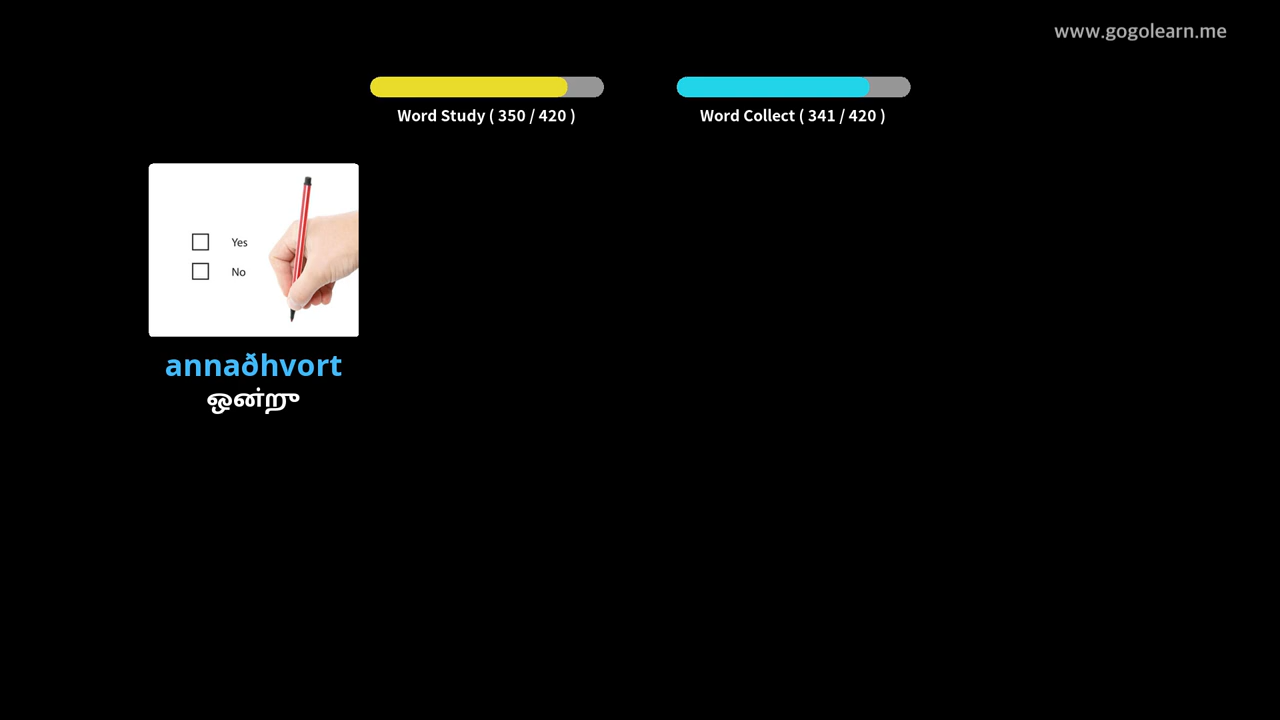 www.gogolearn.me
Word Study ( 350 / 420 )
Word Collect ( 341 / 420 )
Yes
No
annaðhvort
ஒன்று